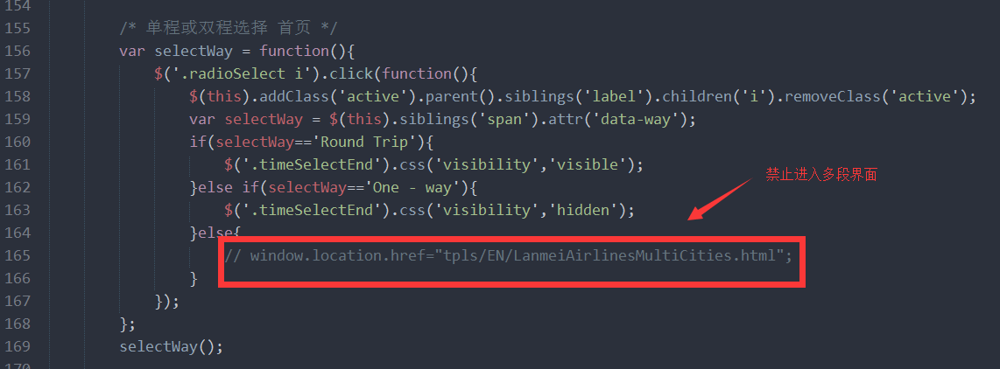 154
155 /* 单程或双程选择 首页 */
156 var selectWay = function(){
157 $('.radioSelect i').click(function(){
158 $(this).addClass('active').parent().siblings('label').children('i').removeClass('active');
159 var selectWay = $(this).siblings('span').attr('data-way');
160 if(selectWay=='Round Trip'){
161 $('.timeSelectEnd').css('visibility','visible');
162 }else if(selectWay=='One - way'){
禁止进入多段界面
163 $('.timeSelectEnd').css('visibility','hidden');
164 }else{
165 // window.location.href="tpls/EN/LanmeiAirlinesMultiCities.html";
166 }
167 });
168 };
169 selectWay();
170